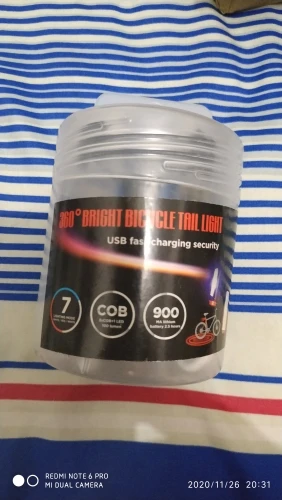 360° BRIGHT BICYCLE TAIL LIGHT
USB fast charging security
7
COB
900
REDMI NOTE 6 PRO
MI DUAL CAMERA
2020/11/26 20:31